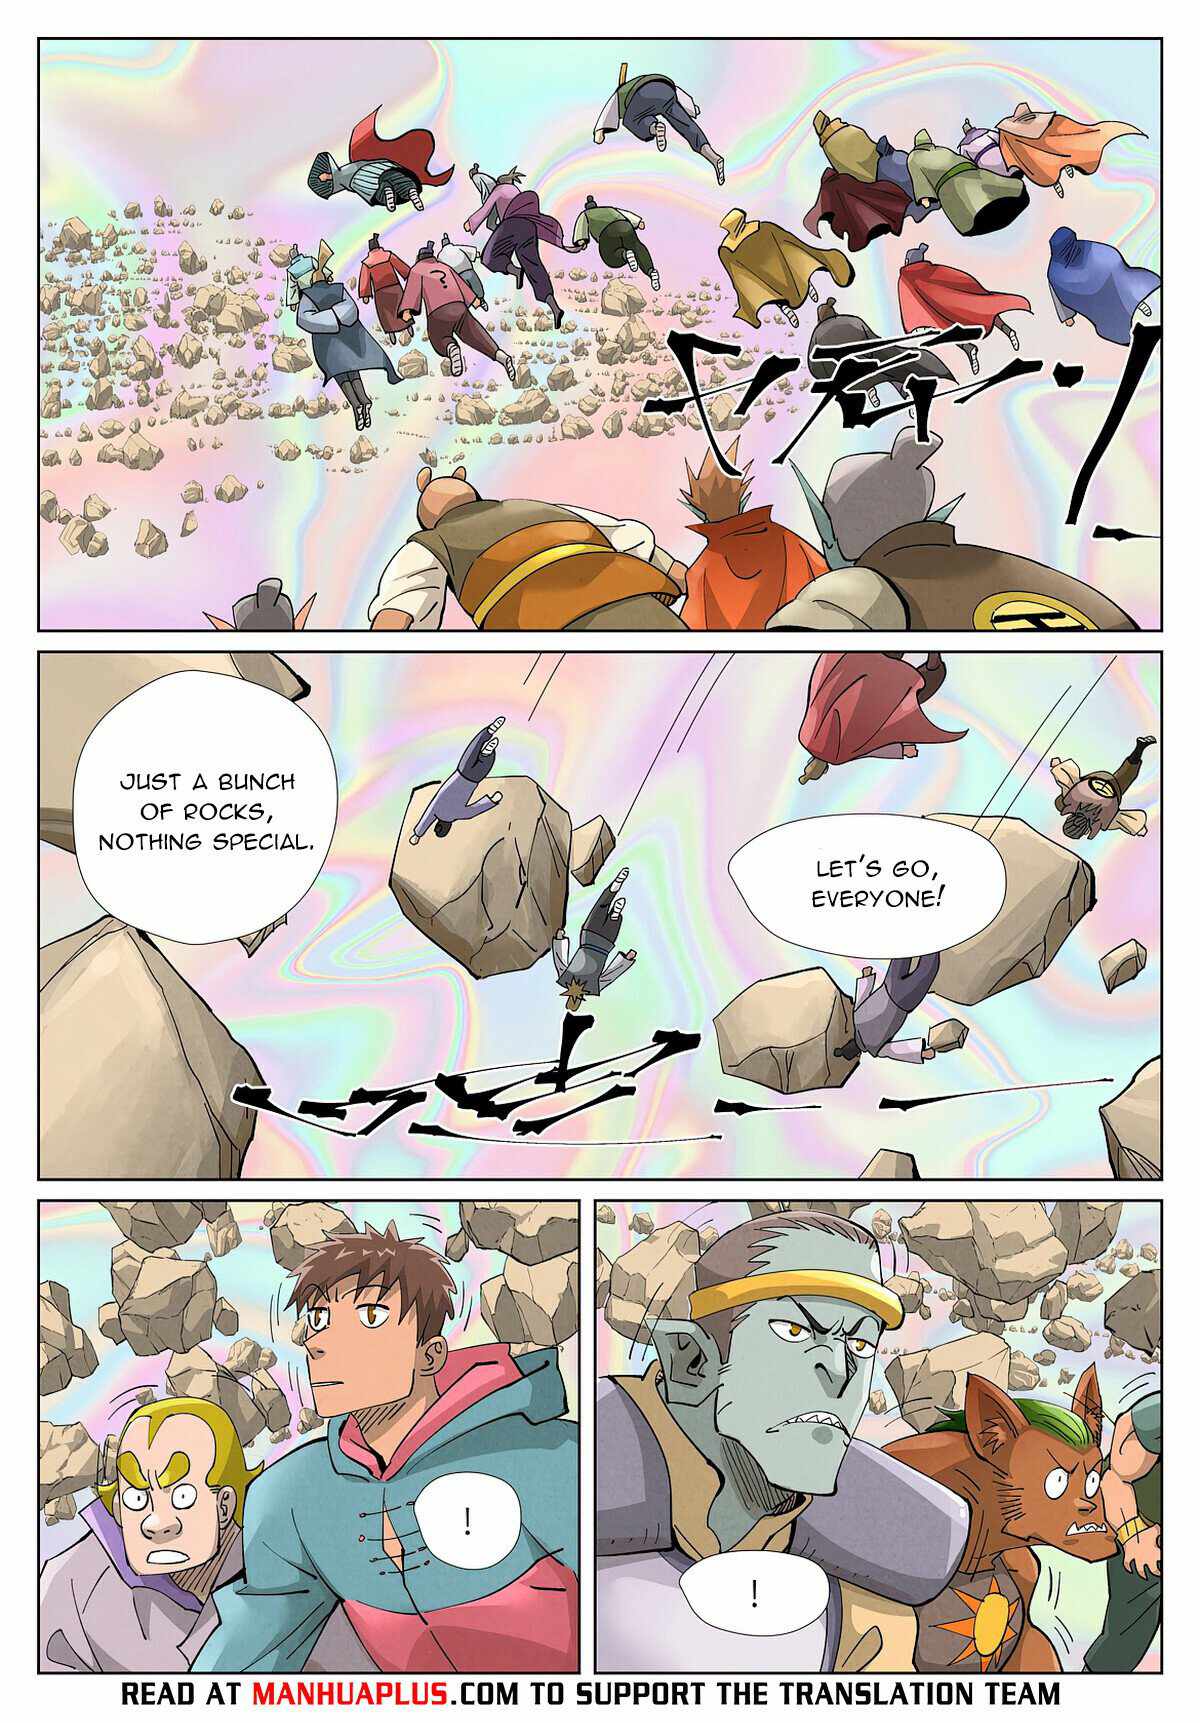 ?
JUST A BUNCH
OF ROCKS,
NOTHING SPECIAL.
LET'S GO,
EVERYONE!
!
!
READ AT MANHUAPLUS.COM TO SUPPORT THE TRANSLATION TEAM